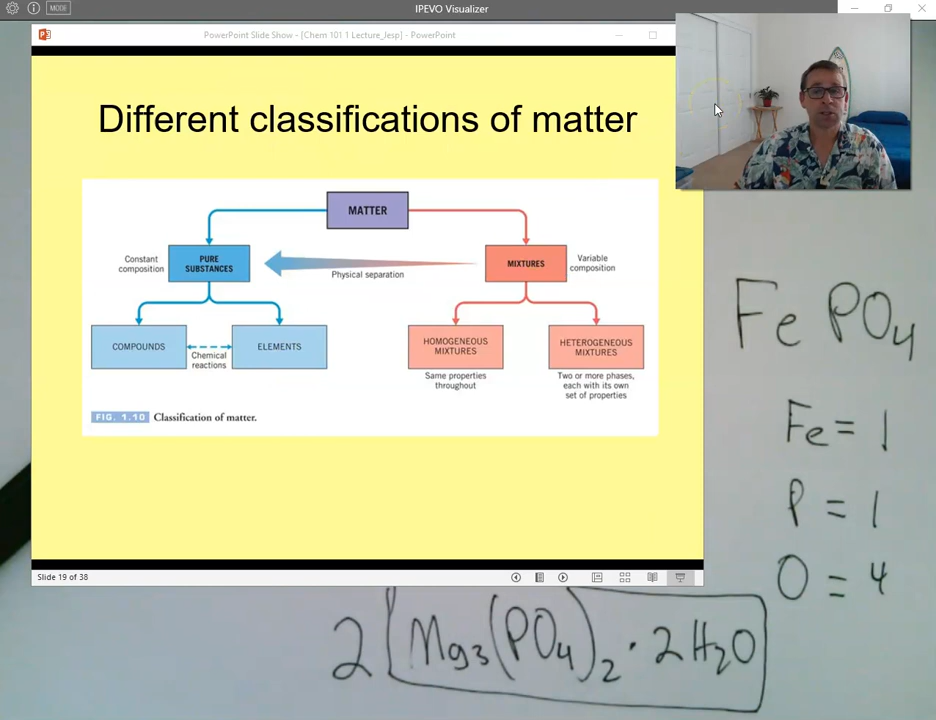 IPEVO Visualizer
MODE
PowerPoint Slide Show - [Chem 101 1 Lecture_Jesp] - PowerPoint
Different classifications of matter
MATTER
Constant
composition
PURE
SUBSTANCES
Physical separation
MIXTURES
Variable
composition
COMPOUNDS
Chemical
reactions
ELEMENTS
HOMOGENEOUS
MIXTURES
Same properties
throughout
HETEROGENEOUS
MIXTURES
Two or more phases,
each with its own
set of properties
FIG. 1.10 Classification of matter.
Slide 19 of 38
FePO4
Fe = 1
P = 1
O = 4
2 Mg3(PO4)2 · 2H2O